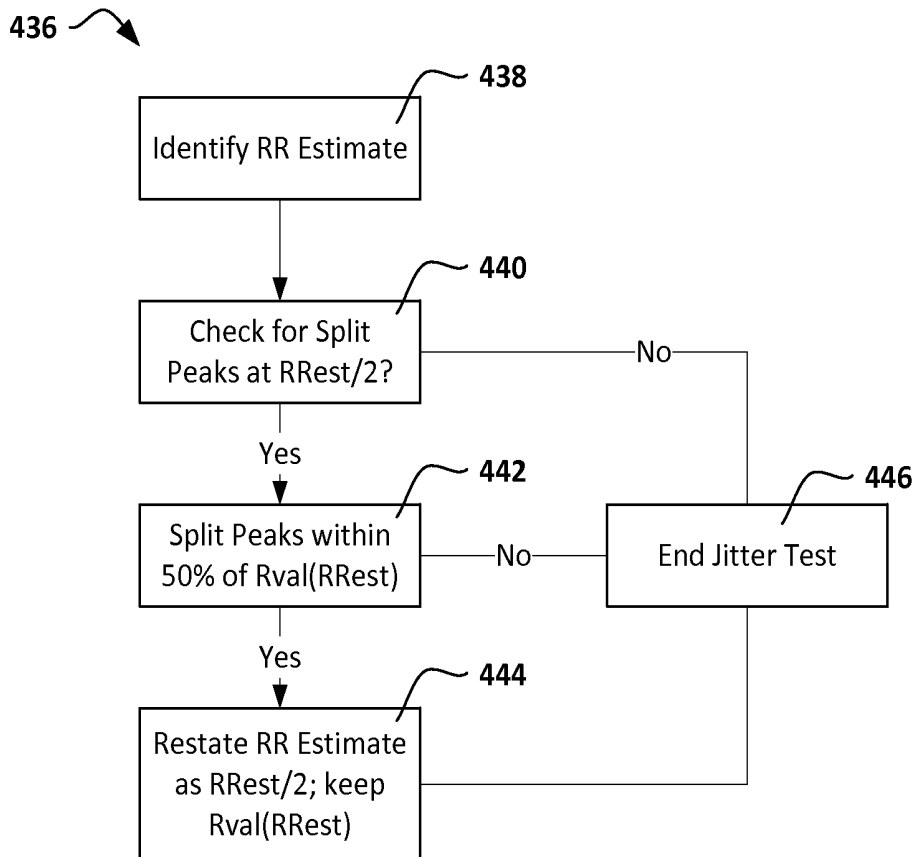 436
438
Identify RR Estimate
440
Check for Split
Peaks at RRest/2?
No
Yes
442
446
Split Peaks within
50% of Rval(RRest)
No
End Jitter Test
Yes
444
Restate RR Estimate
as RRest/2; keep
Rval(RRest)